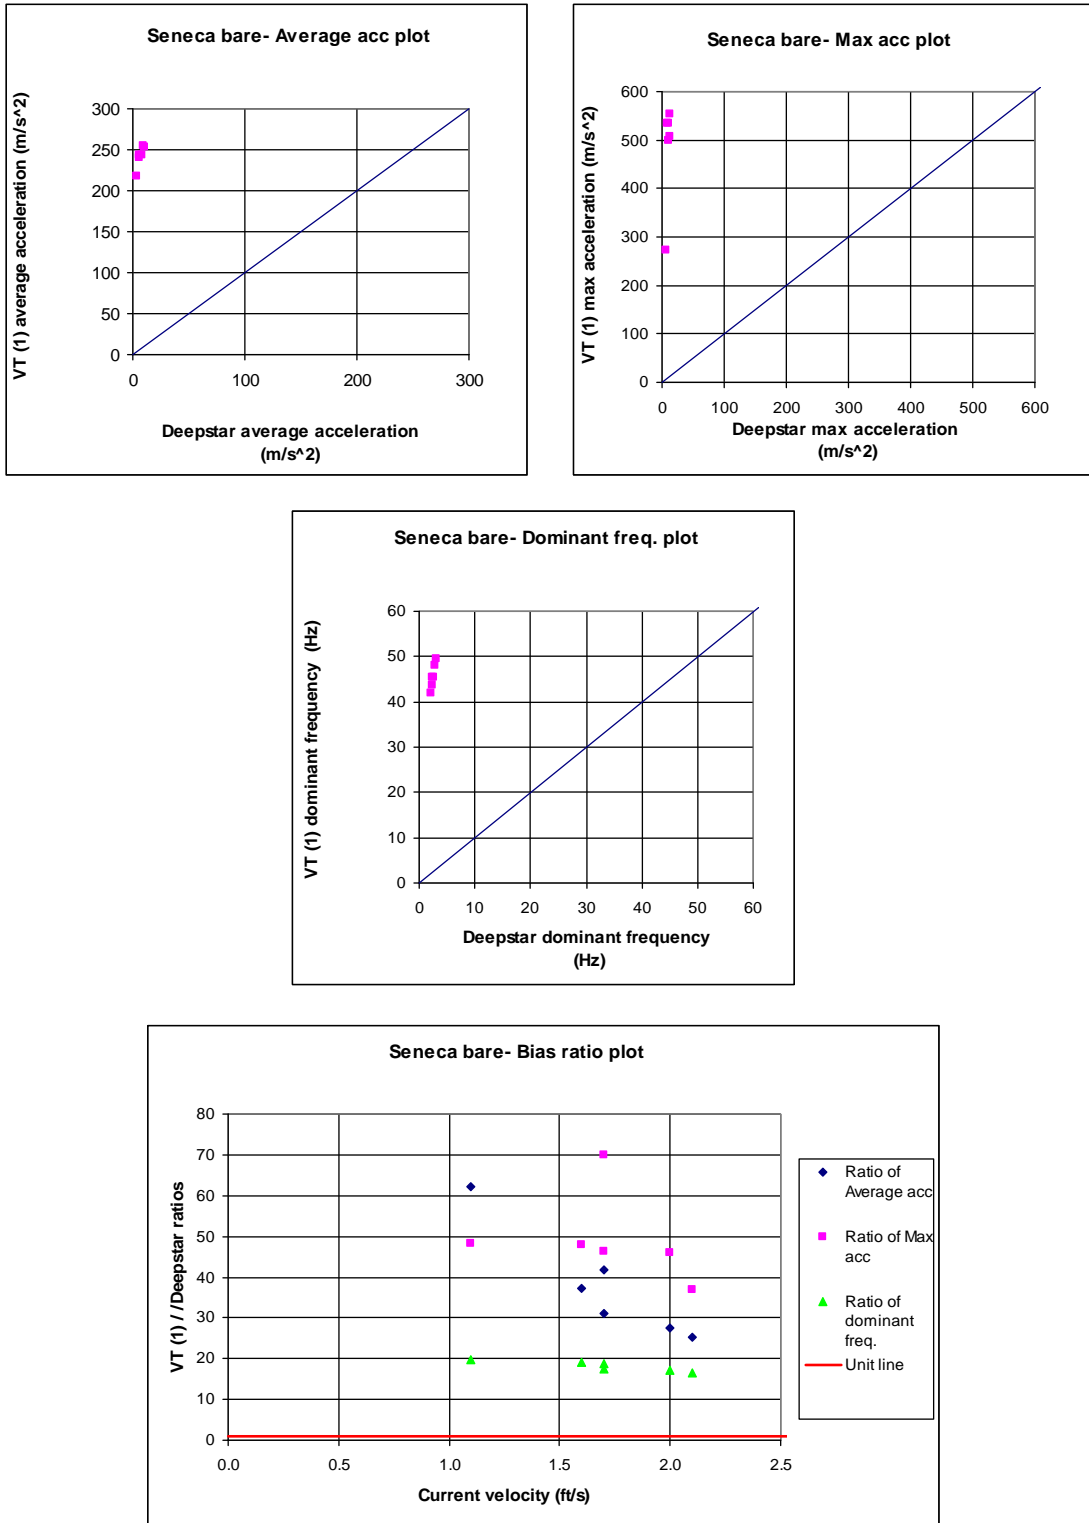 Seneca bare- Average acc plot
VT (1) average acceleration (m/s^2)
300
250
200
150
100
50
0
0 100 200 300
Deepstar average acceleration
(m/s^2)
Seneca bare- Max acc plot
VT (1) max acceleration (m/s^2)
600
500
400
300
200
100
0
0 100 200 300 400 500 600
Deepstar max acceleration
(m/s^2)
Seneca bare- Dominant freq. plot
VT (1) dominant frequency (Hz)
60
50
40
30
20
10
0
0 10 20 30 40 50 60
Deepstar dominant frequency
(Hz)
Seneca bare- Bias ratio plot
VT (1) / /Deepstar ratios
80
70
60
50
40
30
20
10
0
0.0 0.5 1.0 1.5 2.0 2.5
Current velocity (ft/s)
Ratio of
Average acc
Ratio of Max
acc
Ratio of
dominant
freq.
Unit line